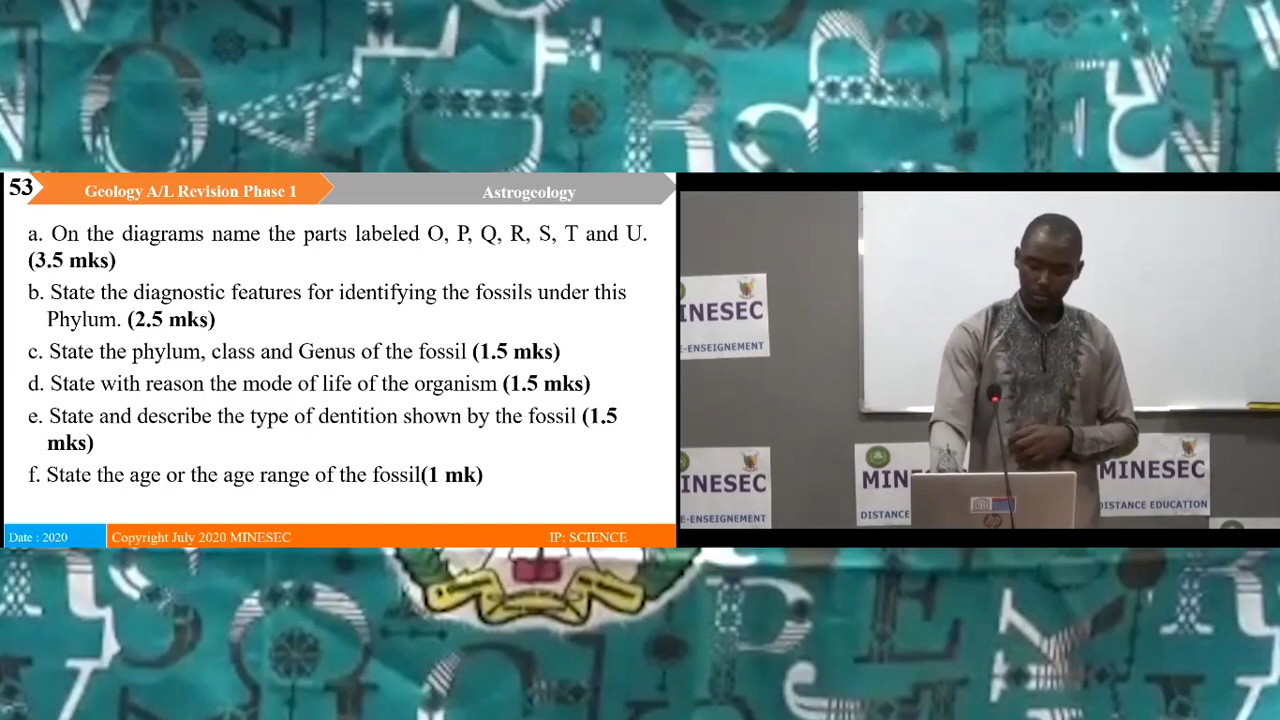 53
Geology A/L Revision Phase 1
Astrogeology
a. On the diagrams name the parts labeled O, P, Q, R, S, T and U.
(3.5 mks)
b. State the diagnostic features for identifying the fossils under this
Phylum. (2.5 mks)
c. State the phylum, class and Genus of the fossil (1.5 mks)
d. State with reason the mode of life of the organism (1.5 mks)
e. State and describe the type of dentition shown by the fossil (1.5
mks)
f. State the age or the age range of the fossil(1 mk)
Date : 2020
Copyright July 2020 MINESEC
IP: SCIENCE
INESEC
E-ENSEIGNEMENT
INESEC
E-ENSEIGNEMENT
MINE
DISTANCE
MINESEC
DISTANCE EDUCATION
hp